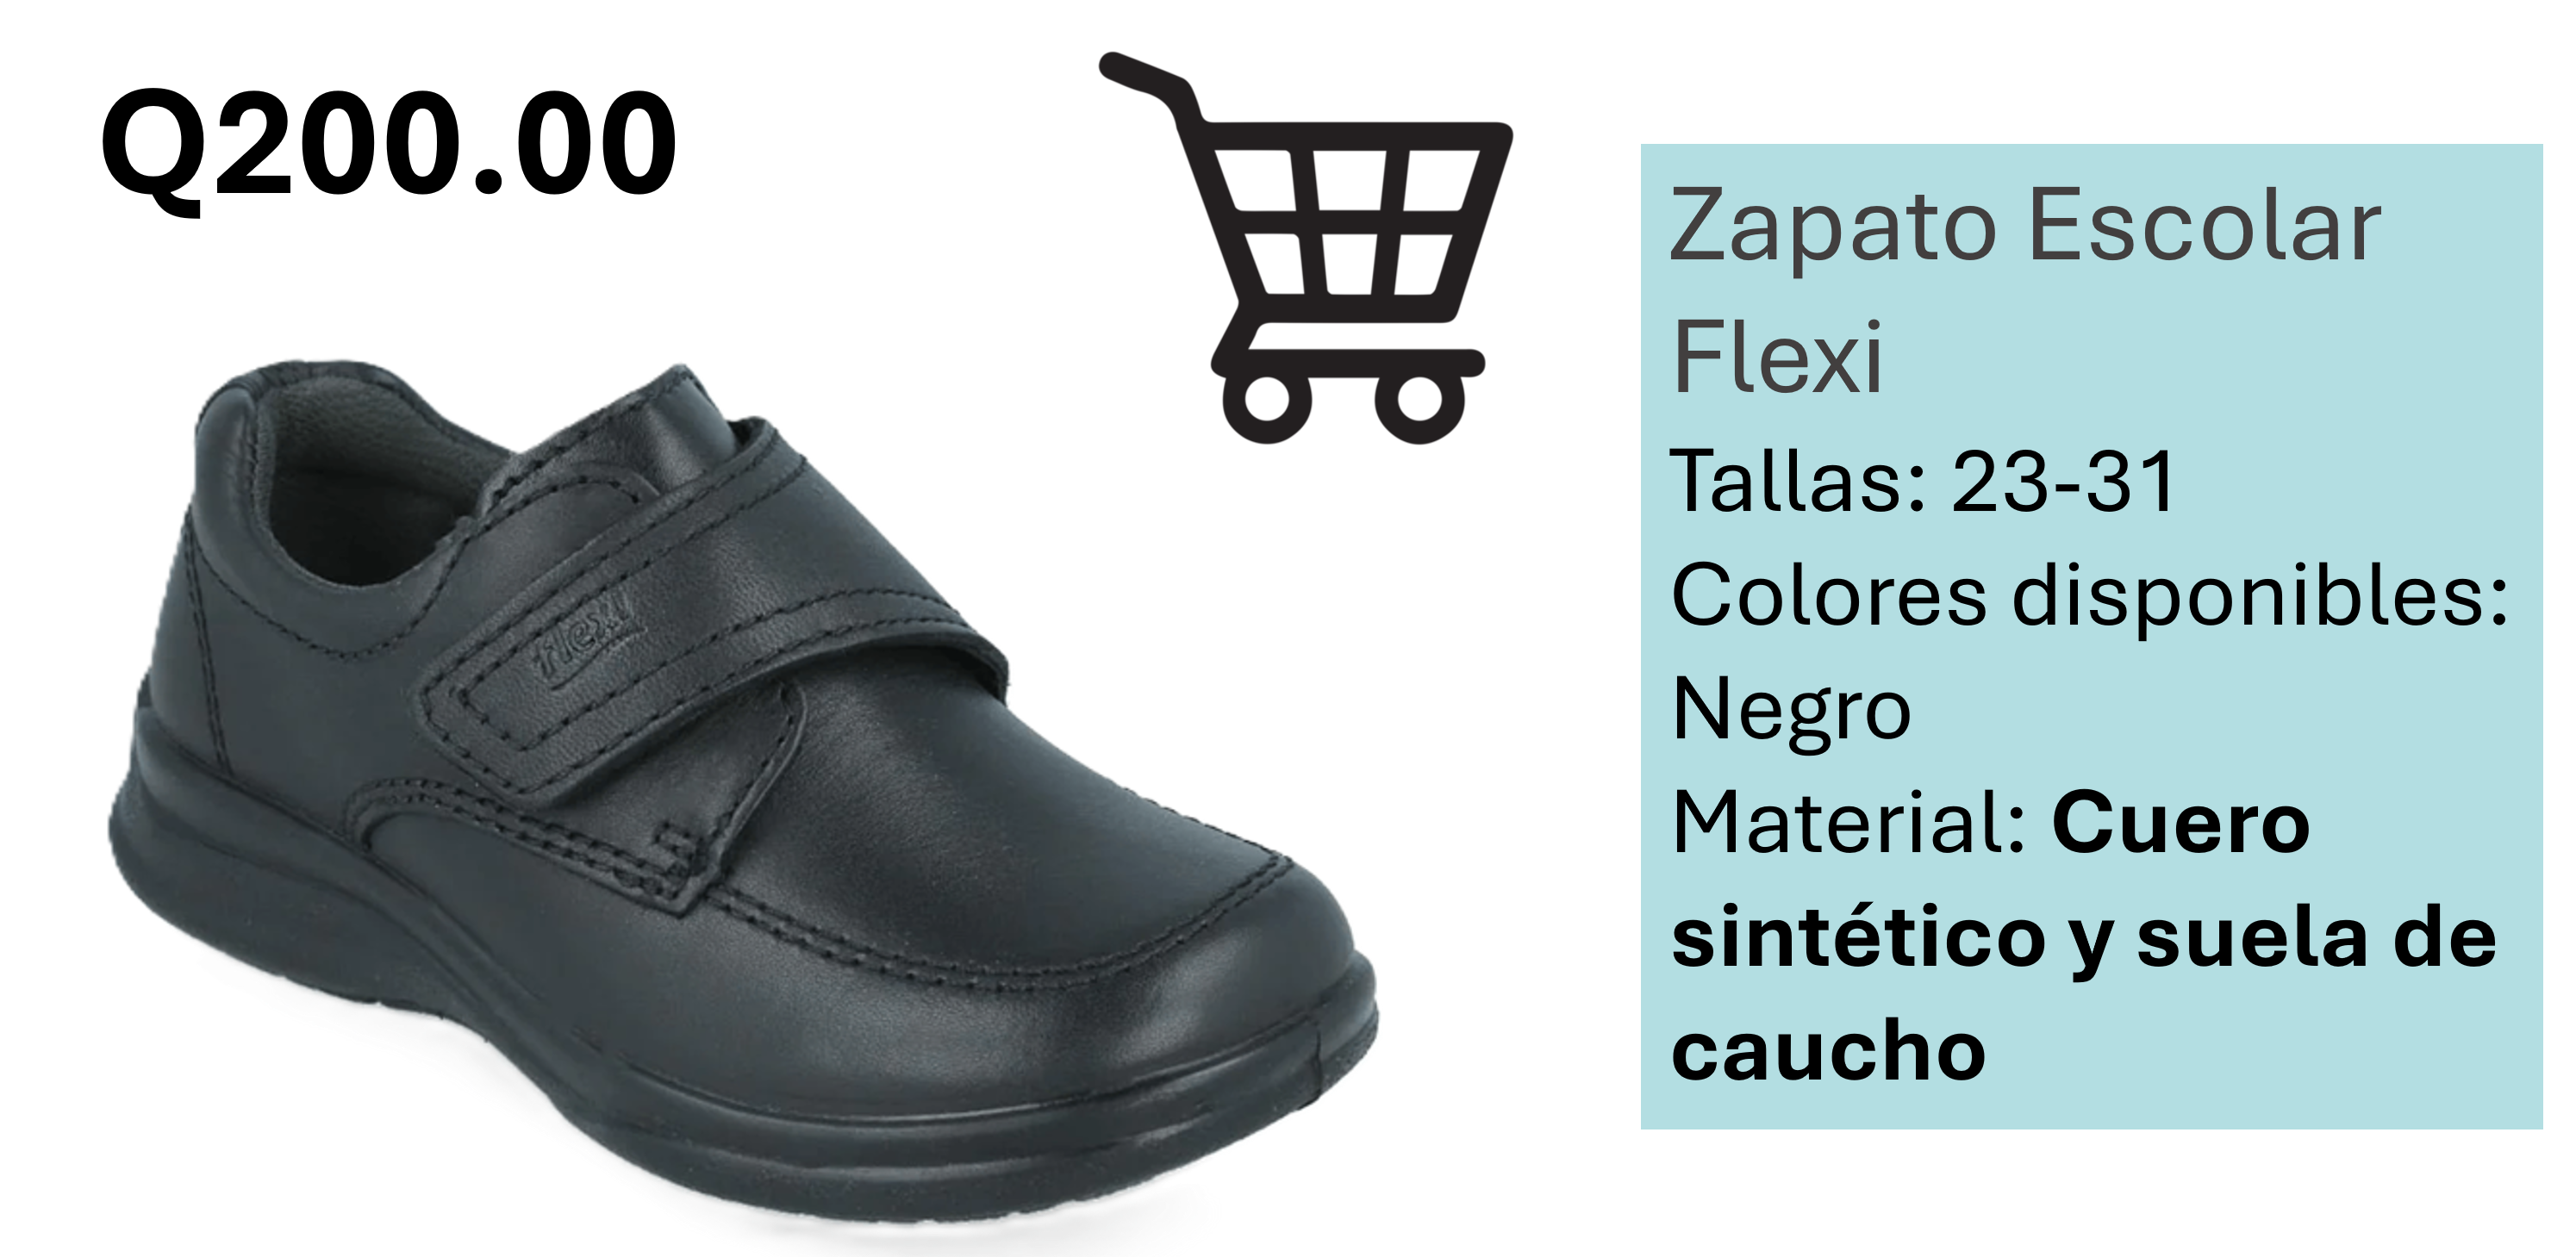 Q200.00
Zapato Escolar
Flexi
Tallas: 23-31
Colores disponibles:
Negro
Material: Cuero
sintético y suela de
caucho
flexi